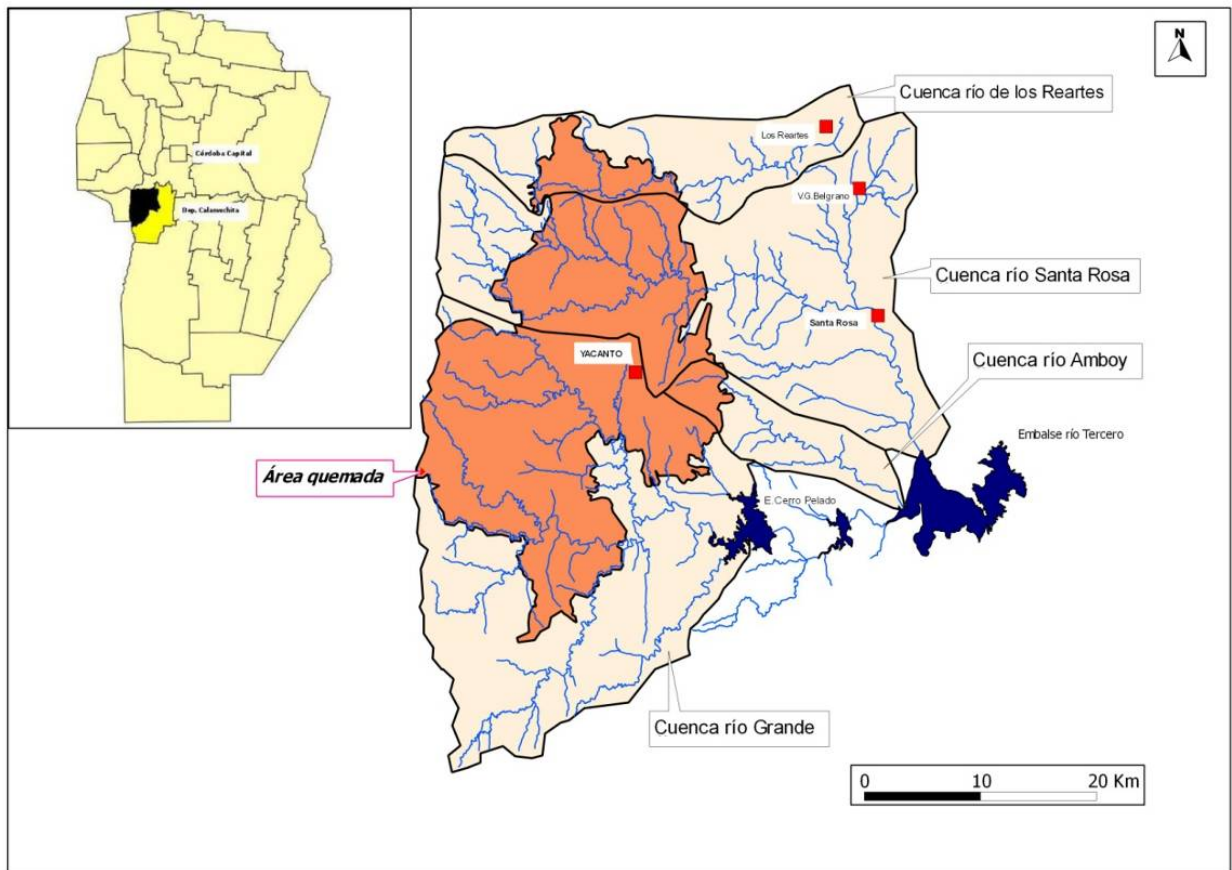 N
Córdoba Capital
Dep. Calamuchita
Cuenca río de los Reartes
Los Reartes
V.G.Belgrano
Cuenca río Santa Rosa
Santa Rosa
YACANTO
Cuenca río Amboy
Embalse río Tercero
Área quemada
E. Cerro Pelado
Cuenca río Grande
0 10 20 Km